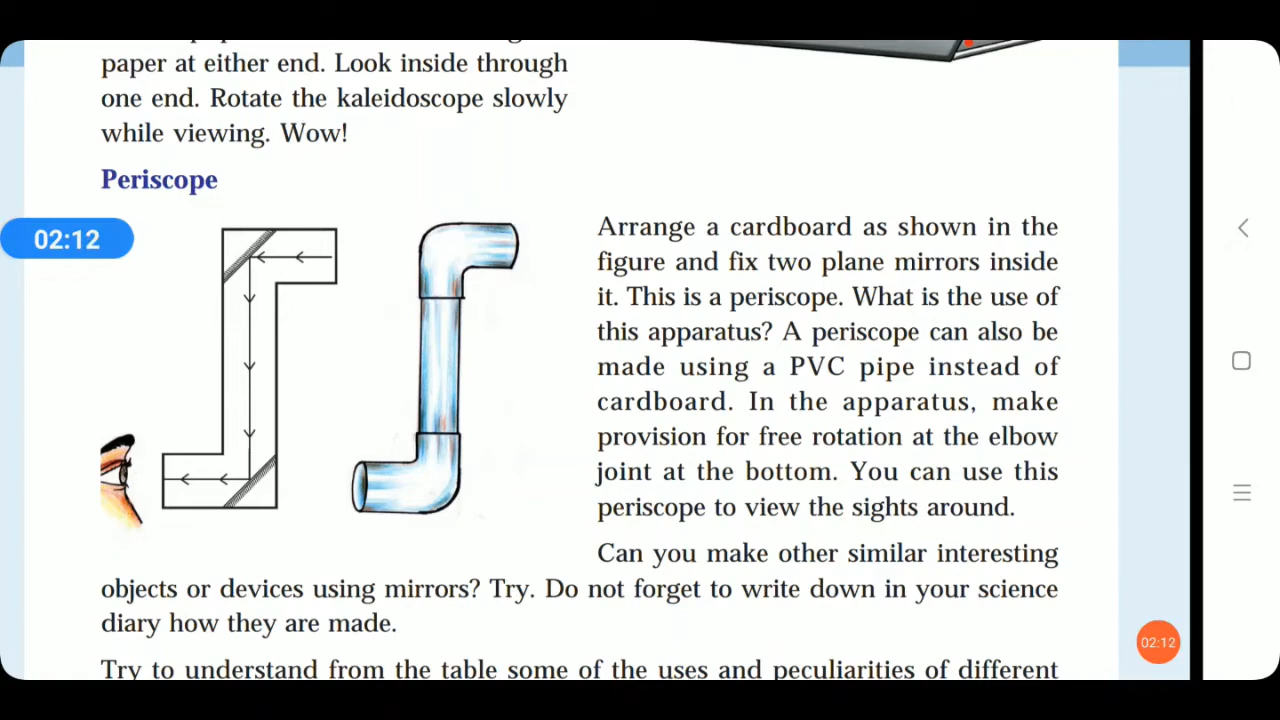 paper at either end. Look inside through
one end. Rotate the kaleidoscope slowly
while viewing. Wow!
Periscope
02:12
Arrange a cardboard as shown in the
figure and fix two plane mirrors inside
it. This is a periscope. What is the use of
this apparatus? A periscope can also be
made using a PVC pipe instead of
cardboard. In the apparatus, make
provision for free rotation at the elbow
joint at the bottom. You can use this
periscope to view the sights around.
Can you make other similar interesting
objects or devices using mirrors? Try. Do not forget to write down in your science
diary how they are made.
02:12
Try to understand from the table some of the uses and peculiarities of different